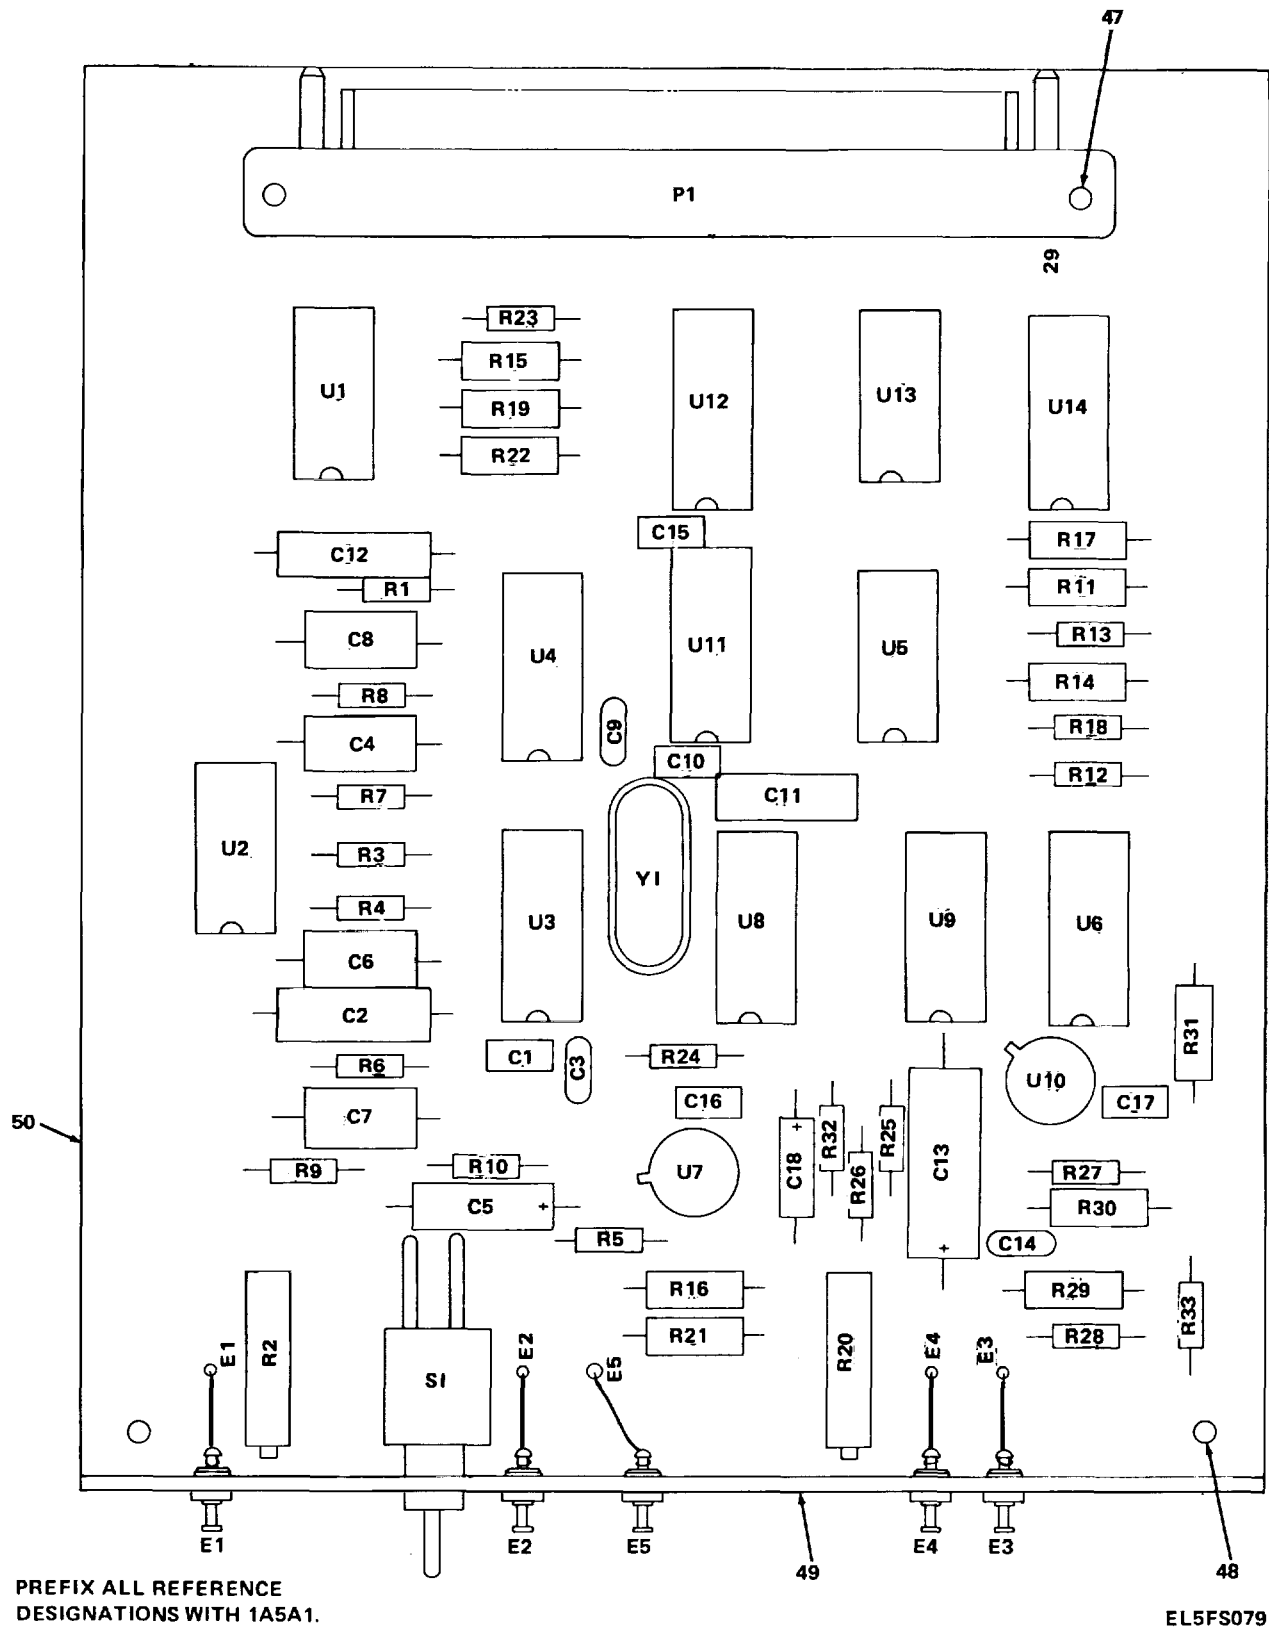 47
P1
29
R23
U1
R15
U12
U13
U14
R19
R22
C15
R17
C12
R1
R11
C8
U4
U11
U5
R13
R14
R8
C9
R18
C4
C10
R12
R7
C11
U2
R3
Y1
R4
U3
U8
U9
U6
C6
C2
R31
C1
C3
R24
R6
U10
C7
C16
C17
50
R32
R25
R9
R10
U7
C18
R26
C13
R27
C5
R30
R5
C14
R16
R29
R21
R28
R33
E1
R2
S1
E2
E5
R20
E4
E3
E1
E2
E5
E4
E3
49
48
PREFIX ALL REFERENCE
DESIGNATIONS WITH 1A5A1.
EL5FS079